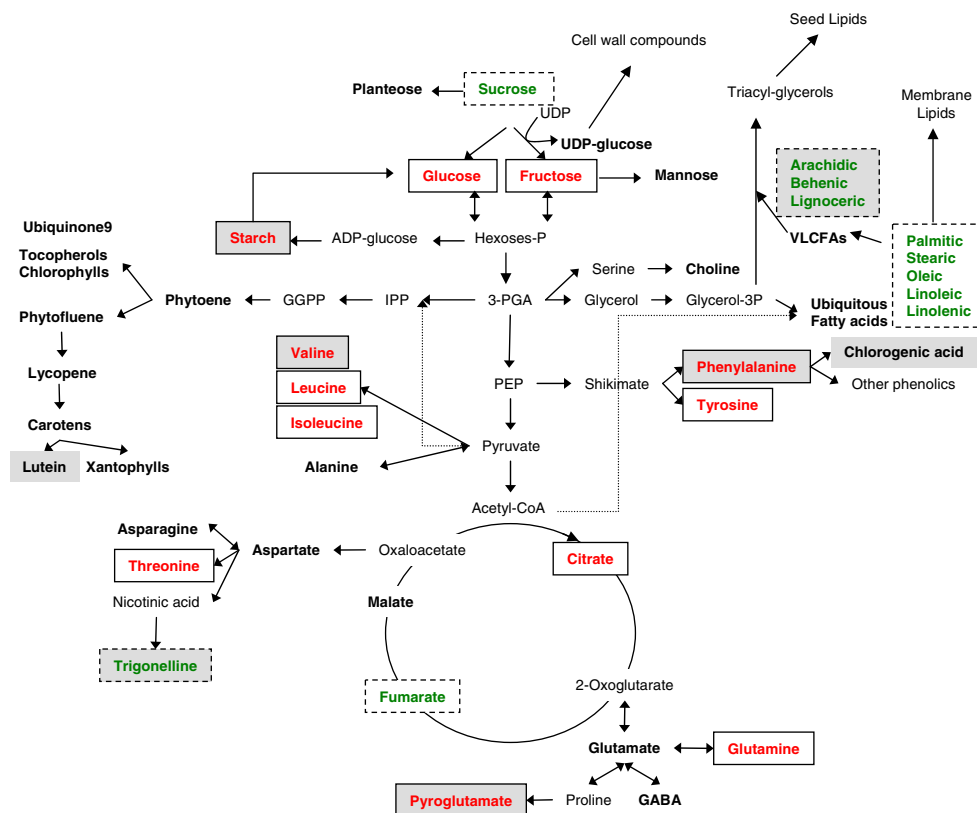 Seed Lipids
Cell wall compounds
Planteose
Sucrose
Triacyl-glycerols
Membrane
Lipids
UDP
UDP-glucose
Glucose
Fructose
Mannose
Arachidic
Behenic
Lignoceric
Ubiquinone9
Starch
ADP-glucose
Hexoses-P
VLCFAs
Palmitic
Stearic
Oleic
Linoleic
Linolenic
Tocopherols
Chlorophylls
Serine
Choline
Phytoene
GGPP
IPP
3-PGA
Glycerol
Glycerol-3P
Ubiquitous
Fatty acids
Phytofluene
Valine
Leucine
Isoleucine
Chlorogenic acid
Lycopene
PEP
Shikimate
Phenylalanine
Other phenolics
Tyrosine
Carotens
Pyruvate
Lutein
Xantophylls
Alanine
Acetyl-CoA
Asparagine
Aspartate
Oxaloacetate
Citrate
Threonine
Nicotinic acid
Malate
Trigonelline
Fumarate
2-Oxoglutarate
Glutamate
Glutamine
Pyroglutamate
Proline
GABA